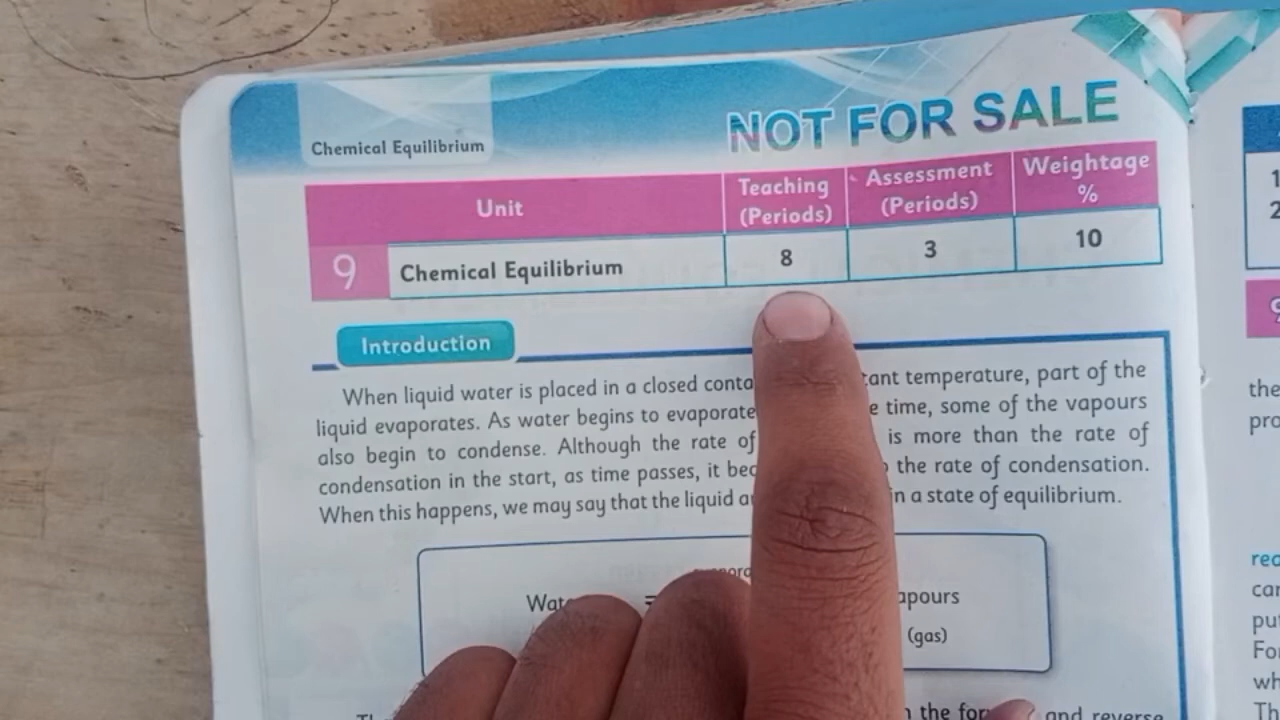 Chemical Equilibrium
NOT FOR SALE
Unit
Teaching (Periods)
Assessment (Periods)
Weightage %
9
Chemical Equilibrium
8
3
10
Introduction
When liquid water is placed in a closed tant temperature, part of the
liquid evaporates. As water begins to evaporate time, some of the vapours
also begin to condense. Although the rate of is more than the rate of
condensation in the start, as time passes, it the rate of condensation.
When this happens, we may say that the liquid in a state of equilibrium.
apours
(gas)
the and reverse
1
2
the
pro
rea
car
pu
For
wh
Th